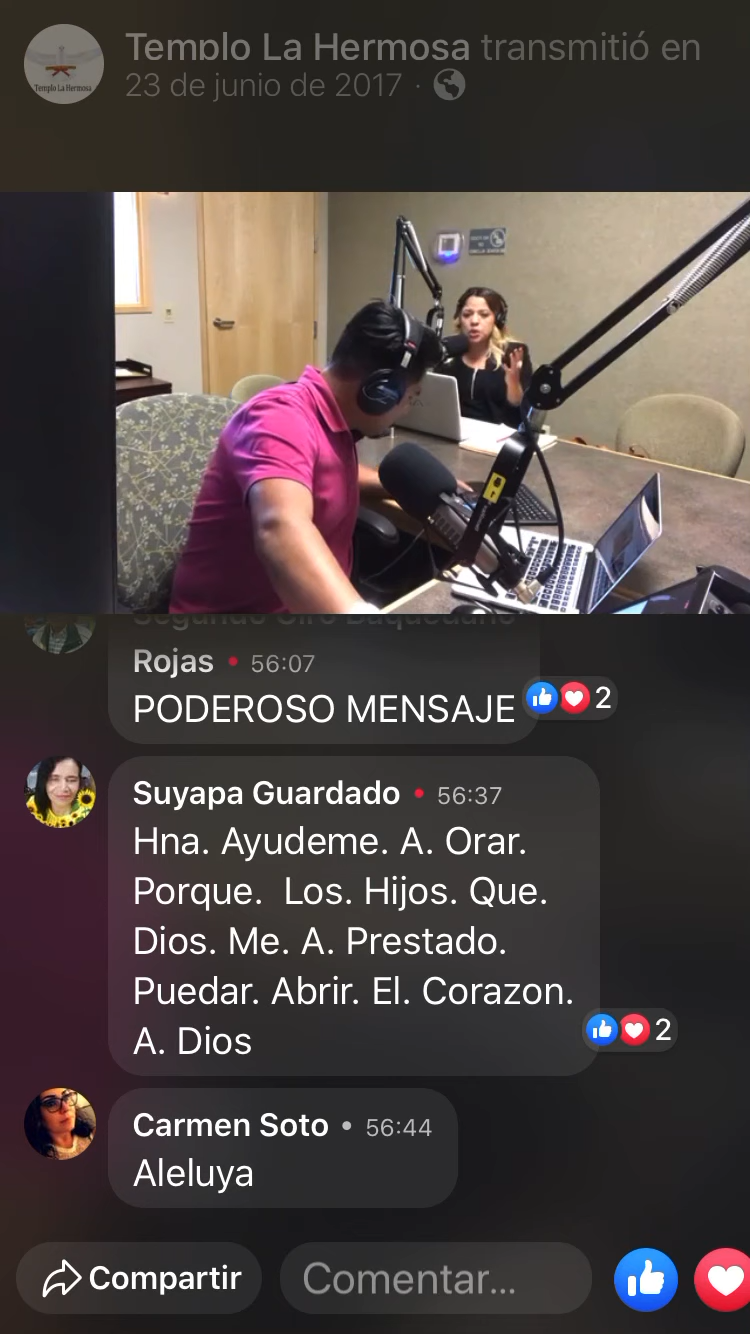 Templo La Hermosa transmitió en
23 de junio de 2017 ·
Templo La Hermosa
Rojas • 56:07
PODEROSO MENSAJE
2
Suyapa Guardado • 56:37
Hna. Ayudeme. A. Orar.
Porque. Los. Hijos. Que.
Dios. Me. A. Prestado.
Puedar. Abrir. El. Corazon.
A. Dios
2
Carmen Soto • 56:44
Aleluya
Compartir
Comentar...